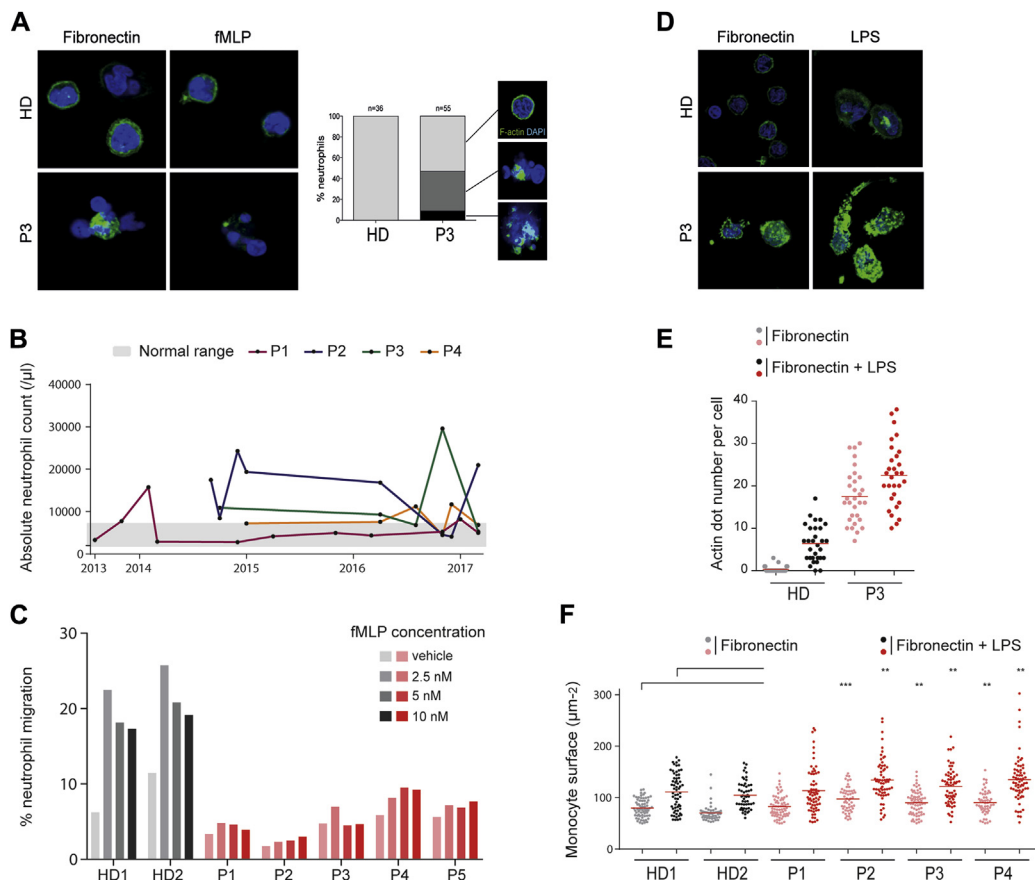 A
Fibronectin
fMLP
HD
P3
n=36
n=55
100
80
60
40
20
0
% neutrophils
HD
P3
F-actin DAPI
D
Fibronectin
LPS
HD
P3
B
Normal range
P1
P2
P3
P4
Absolute neutrophil count (/µl)
40000
30000
20000
10000
0
2013
2014
2015
2016
2017
E
Fibronectin
Fibronectin + LPS
Actin dot number per cell
40
30
20
10
0
HD
P3
C
fMLP concentration
vehicle
2.5 nM
5 nM
10 nM
% neutrophil migration
30
20
10
0
HD1
HD2
P1
P2
P3
P4
P5
F
Fibronectin
Fibronectin + LPS
***
**
**
**
**
**
Monocyte surface (µm-2)
300
200
100
0
HD1
HD2
P1
P2
P3
P4